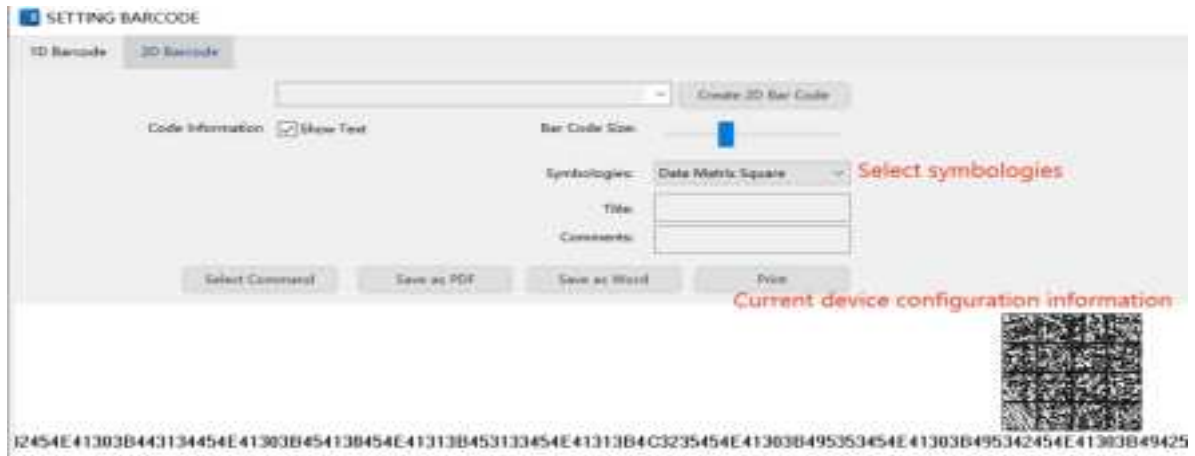 SETTING BARCODE
1D Barcode 2D Barcode
Create 2D Bar Code
Code Information Show Text Bar Code Size:
Symbologies: Data Matrix Square Select symbologies
Title:
Comments:
Select Command Save as PDF Save as Word Print
Current device configuration information
02454E41303B443134454E41303B454130454E41313B453133454E41313B4C3235454E41303B495353454E41303B495342454E41303B49425